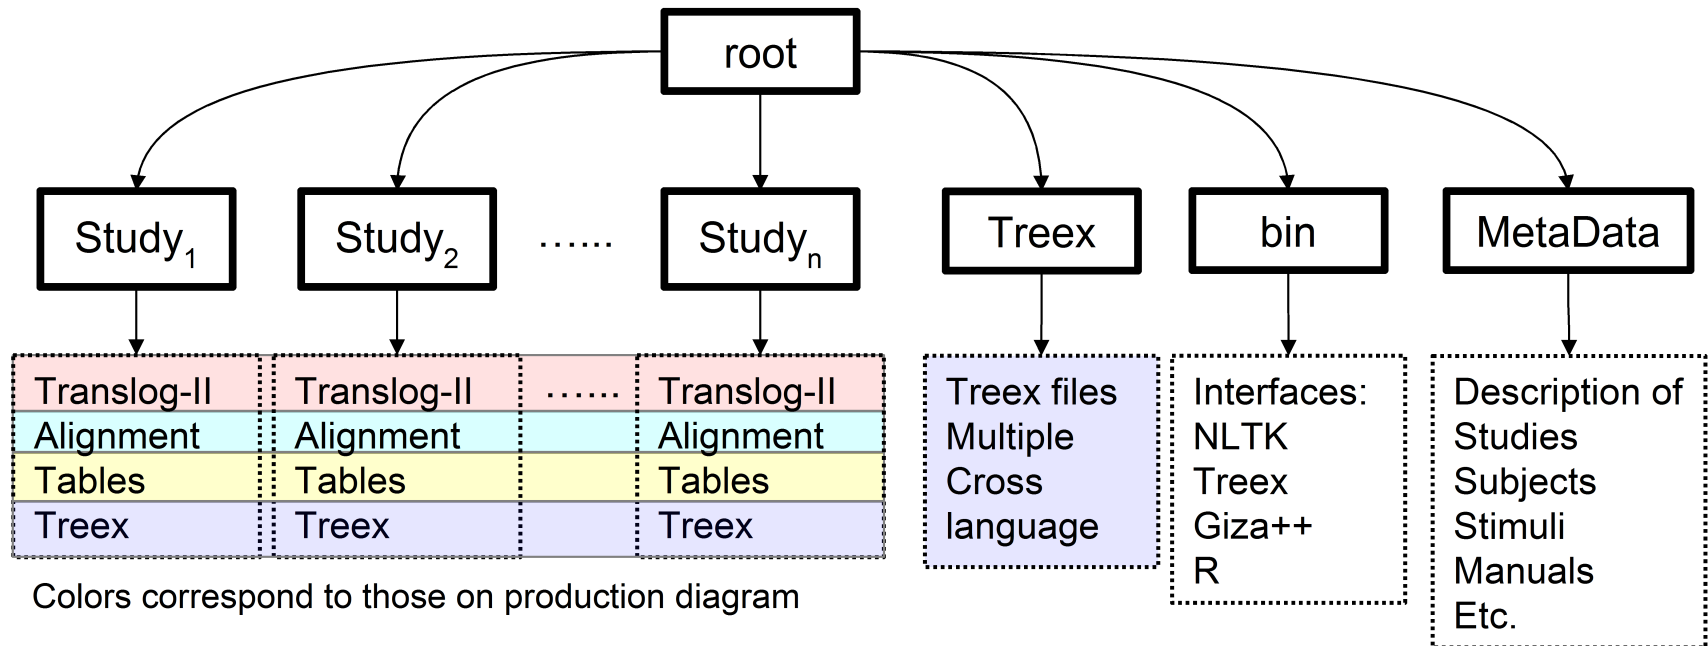 root
Study1
Study2
…...
Studyn
Treex
bin
MetaData
Translog-II
Alignment
Tables
Treex
Translog-II
Alignment
Tables
Treex
…...
Translog-II
Alignment
Tables
Treex
Treex files
Multiple
Cross
language
Interfaces:
NLTK
Treex
Giza++
R
Description of
Studies
Subjects
Stimuli
Manuals
Etc.
Colors correspond to those on production diagram